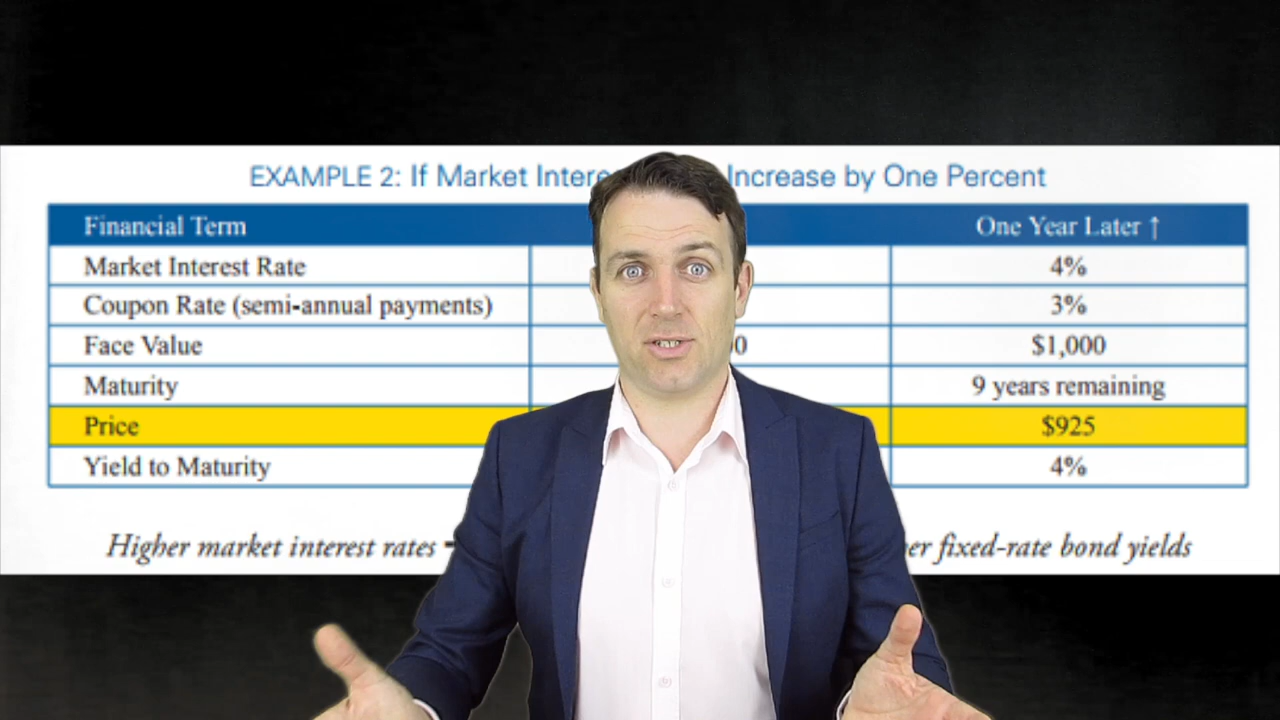 EXAMPLE 2: If Market Increase by One Percent
Financial Term One Year Later ↑
Market Interest Rate 4%
Coupon Rate (semi-annual payments) 3%
Face Value $1,000
Maturity 9 years remaining
Price $925
Yield to Maturity 4%
Higher market interest rates fixed-rate bond yields